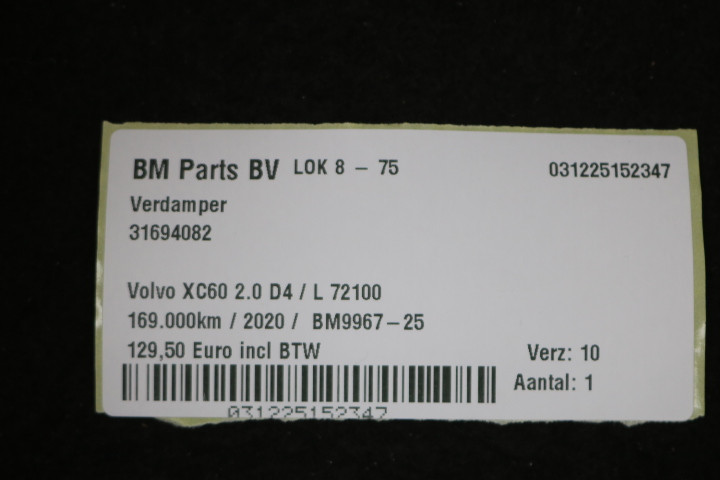 BM Parts BV LOK 8 - 75 031225152347
Verdamper
31694082
Volvo XC60 2.0 D4 / L 72100
169.000km / 2020 / BM9967-25
129,50 Euro incl BTW Verz: 10
Aantal: 1
031225152347